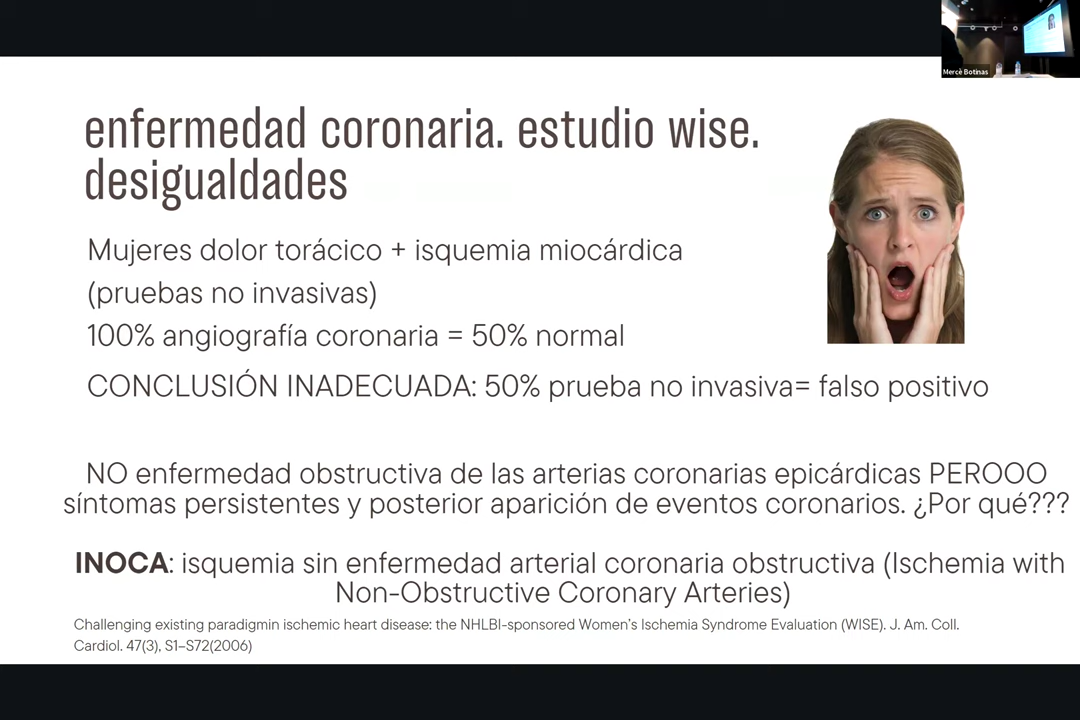 Mercè Botinas
enfermedad coronaria. estudio wise.
desigualdades
Mujeres dolor torácico + isquemia miocárdica
(pruebas no invasivas)
100% angiografía coronaria = 50% normal
CONCLUSIÓN INADECUADA: 50% prueba no invasiva= falso positivo
NO enfermedad obstructiva de las arterias coronarias epicárdicas PEROOO
síntomas persistentes y posterior aparición de eventos coronarios. ¿Por qué???
INOCA: isquemia sin enfermedad arterial coronaria obstructiva (Ischemia with
Non-Obstructive Coronary Arteries)
Challenging existing paradigmin ischemic heart disease: the NHLBI-sponsored Women's Ischemia Syndrome Evaluation (WISE). J. Am. Coll.
Cardiol. 47(3), S1–S72(2006)